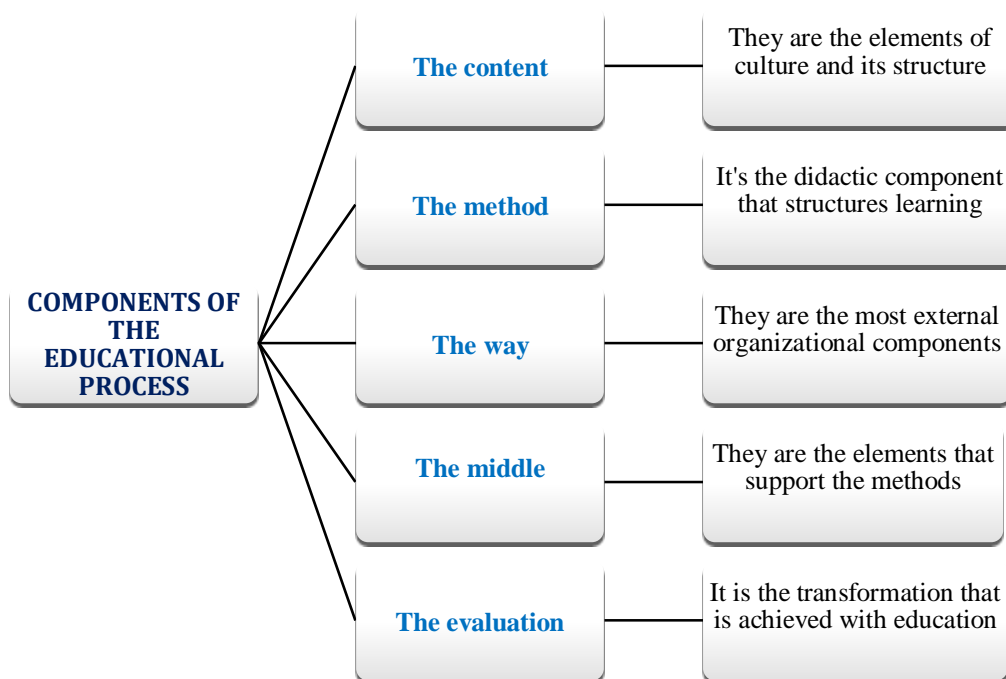 COMPONENTS OF
THE
EDUCATIONAL
PROCESS
The content
They are the elements of
culture and its structure
The method
It's the didactic component
that structures learning
The way
They are the most external
organizational components
The middle
They are the elements that
support the methods
The evaluation
It is the transformation that
is achieved with education